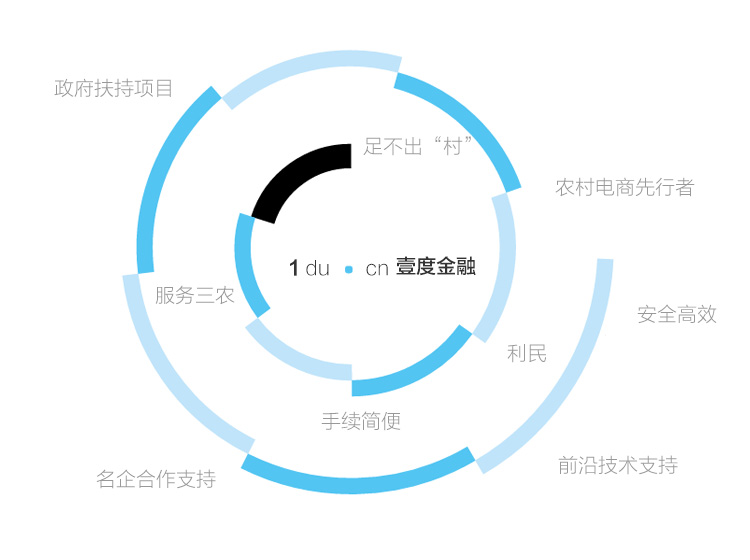 政府扶持项目
足不出“村”
农村电商先行者
1 du · cn 壹度金融
服务三农
安全高效
利民
手续简便
前沿技术支持
名企合作支持